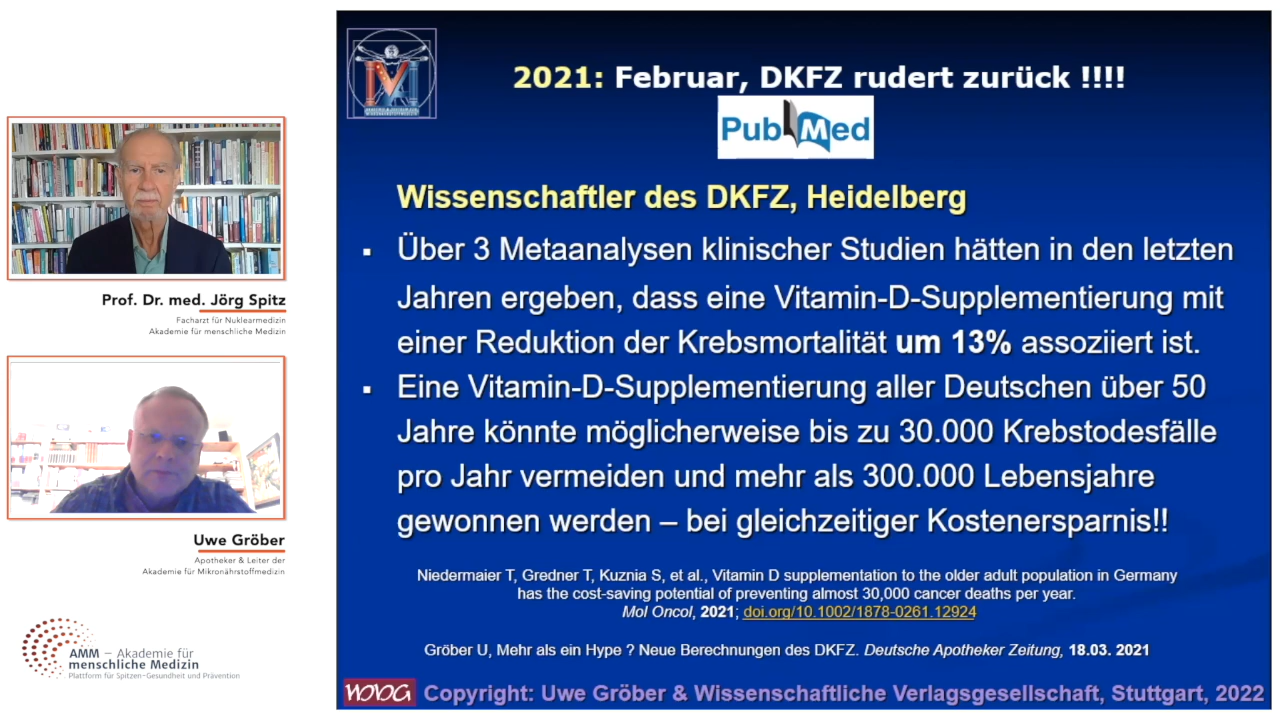 Prof. Dr. med. Jörg Spitz
Facharzt für Nuklearmedizin
Akademie für menschliche Medizin
Uwe Gröber
Apotheker & Leiter der
Akademie für Mikronährstoffmedizin
AMM – Akademie für
menschliche Medizin
Plattform für Spitzen-Gesundheit und Prävention
2021: Februar, DKFZ rudert zurück !!!!
PubMed
Wissenschaftler des DKFZ, Heidelberg
▪ Über 3 Metaanalysen klinischer Studien hätten in den letzten
Jahren ergeben, dass eine Vitamin-D-Supplementierung mit
einer Reduktion der Krebsmortalität um 13% assoziiert ist.
▪ Eine Vitamin-D-Supplementierung aller Deutschen über 50
Jahre könnte möglicherweise bis zu 30.000 Krebstodesfälle
pro Jahr vermeiden und mehr als 300.000 Lebensjahre
gewonnen werden – bei gleichzeitiger Kostenersparnis!!
Niedermaier T, Gredner T, Kuznia S, et al., Vitamin D supplementation to the older adult population in Germany
has the cost-saving potential of preventing almost 30,000 cancer deaths per year.
Mol Oncol, 2021; doi.org/10.1002/1878-0261.12924
Gröber U, Mehr als ein Hype ? Neue Berechnungen des DKFZ. Deutsche Apotheker Zeitung, 18.03. 2021
Copyright: Uwe Gröber & Wissenschaftliche Verlagsgesellschaft, Stuttgart, 2022